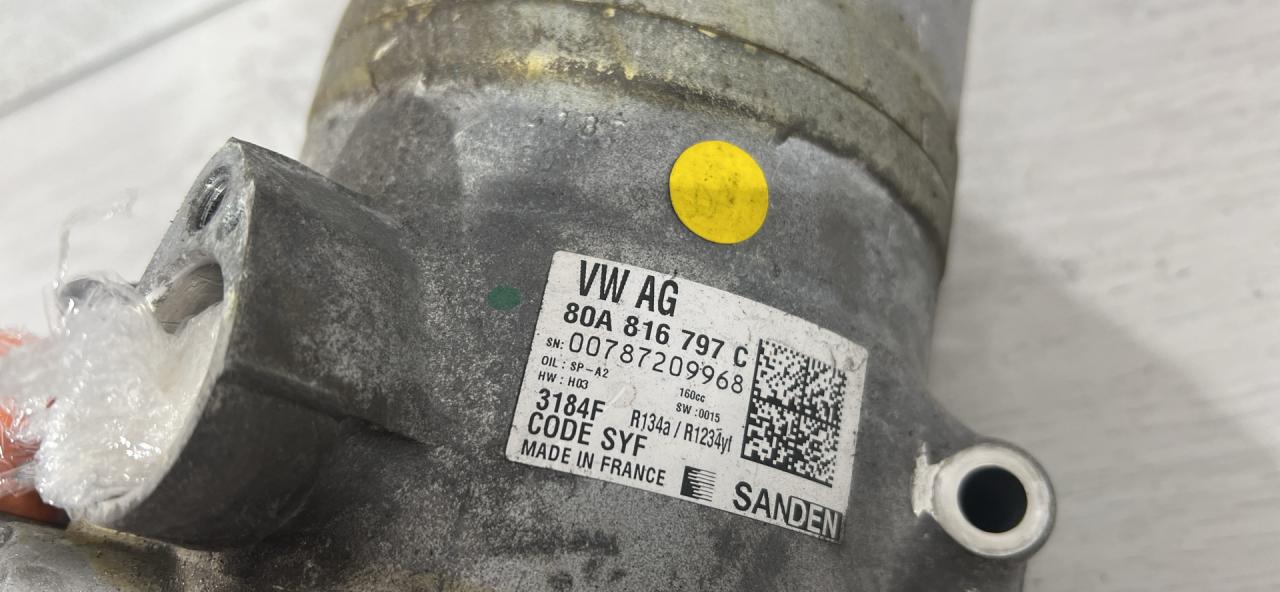 VW AG
80A 816 797 C
SN: 00787209968
OIL : SP-A2 160cc
HW : H03 SW :0015
3184F R134a / R1234yf
CODE SYF
MADE IN FRANCE SANDEN